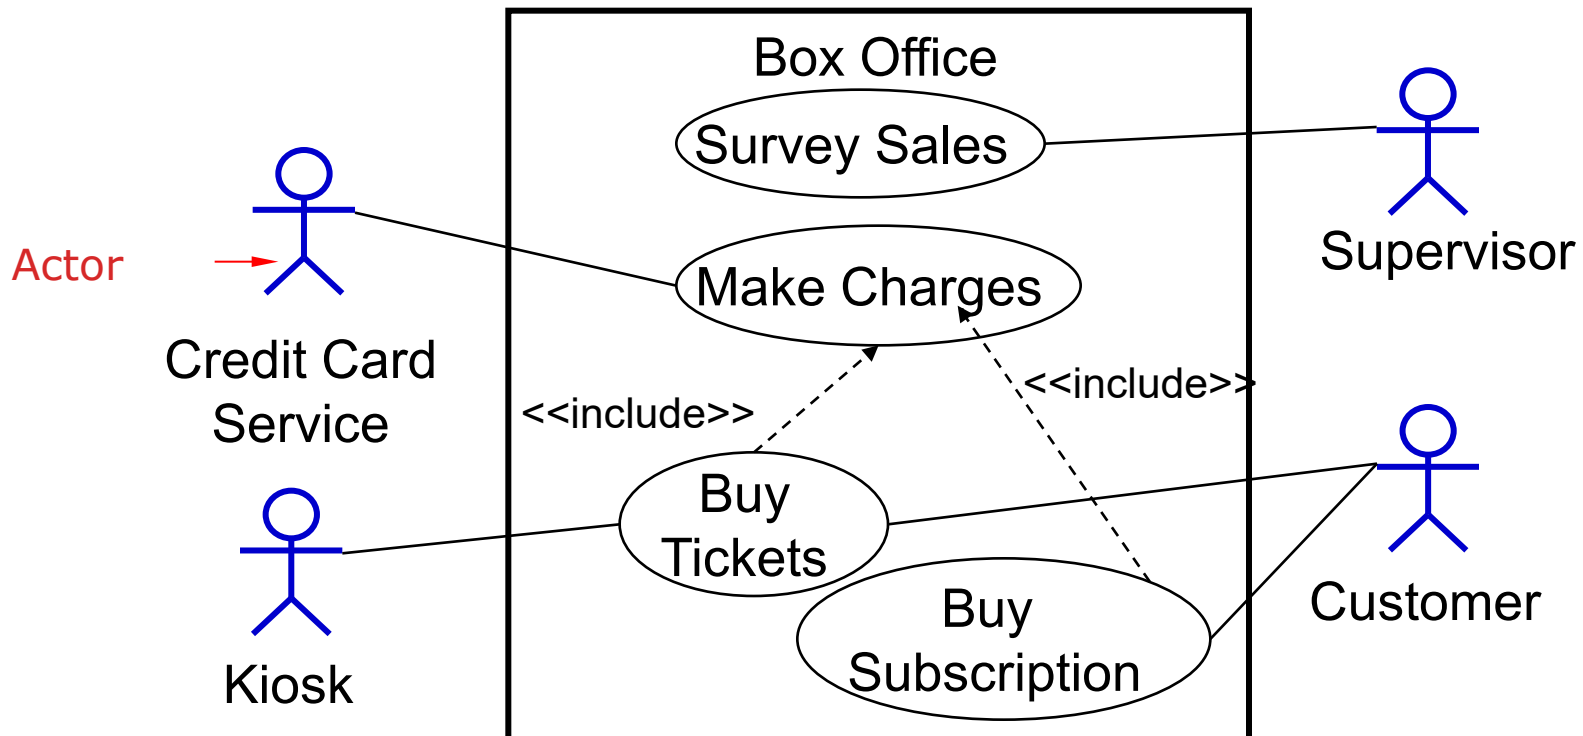 Box Office
Survey Sales
Supervisor
Actor
Make Charges
Credit Card
Service
<<include>>
<<include>>
Buy
Tickets
Customer
Buy
Subscription
Kiosk